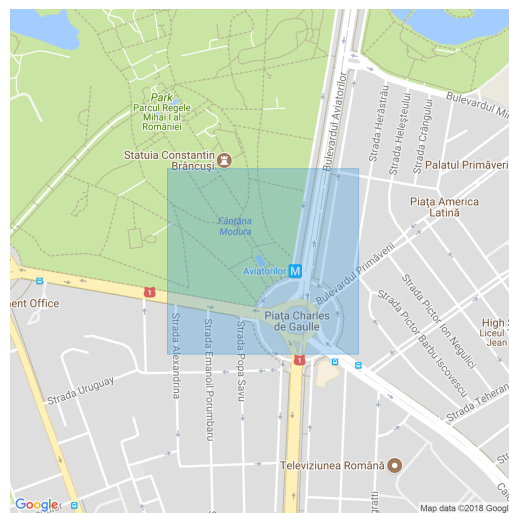 Park
Parcul Regele
Mihai I al
României
Bulevardul Aviatorilor
Strada Herăstrău
Strada Heleșteului
Strada Crângului
Bulevardul Mir
Statuia Constantin
Brâncuși
Palatul Primăverii
Piața America
Latină
Fântâna
Modura
Aviatorilor
M
Bulevardul Primăverii
1
ment Office
Piața Charles
de Gaulle
Strada Pictor Ion Negulici
Strada Pictor Barbu Iscovescu
High S
Liceul
Jean
Strada Alexandrina
Strada Emanoil Porumbaru
Strada Popa Savu
1
Strada Uruguay
Strada Teheran
Televiziunea Română
Google
Map data ©2018 Googl